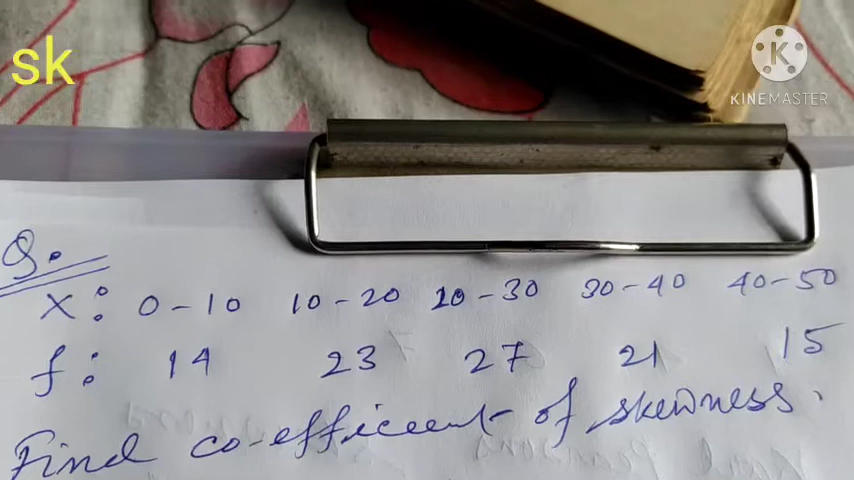 sk
K
KINEMASTER
Q.
X: 0-10 10-20 20-30 30-40 40-50
f: 14 23 27 21 15
Find co-efficient of skewness.